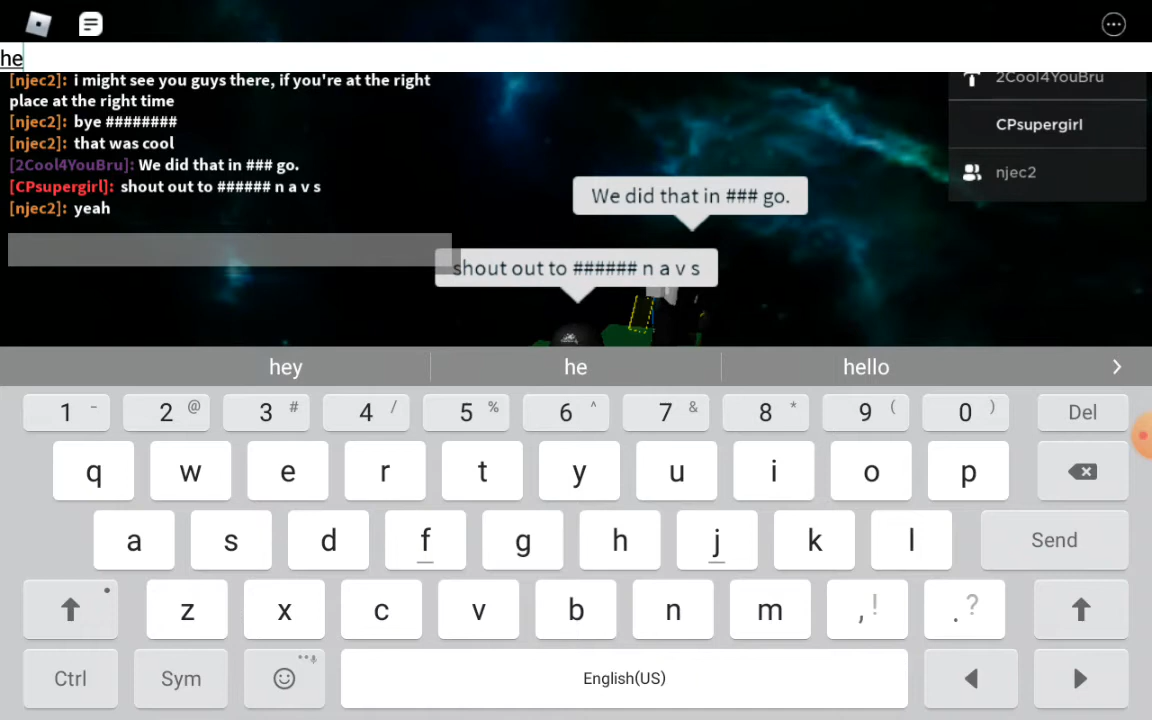 he
[njec2]: i might see you guys there, if you're at the right
place at the right time
[njec2]: bye ########
[njec2]: that was cool
[2Cool4YouBru]: We did that in ### go.
[CPsupergirl]: shout out to ###### n a v s
[njec2]: yeah
2Cool4YouBru
CPsupergirl
njec2
We did that in ### go.
shout out to ###### n a v s
hey he hello >
1 - 2 @ 3 # 4 / 5 % 6 ^ 7 & 8 * 9 ( 0 ) Del
q w e r t y u i o p
a s d f g h j k l Send
z x c v b n m , ! . ?
Ctrl Sym English(US)